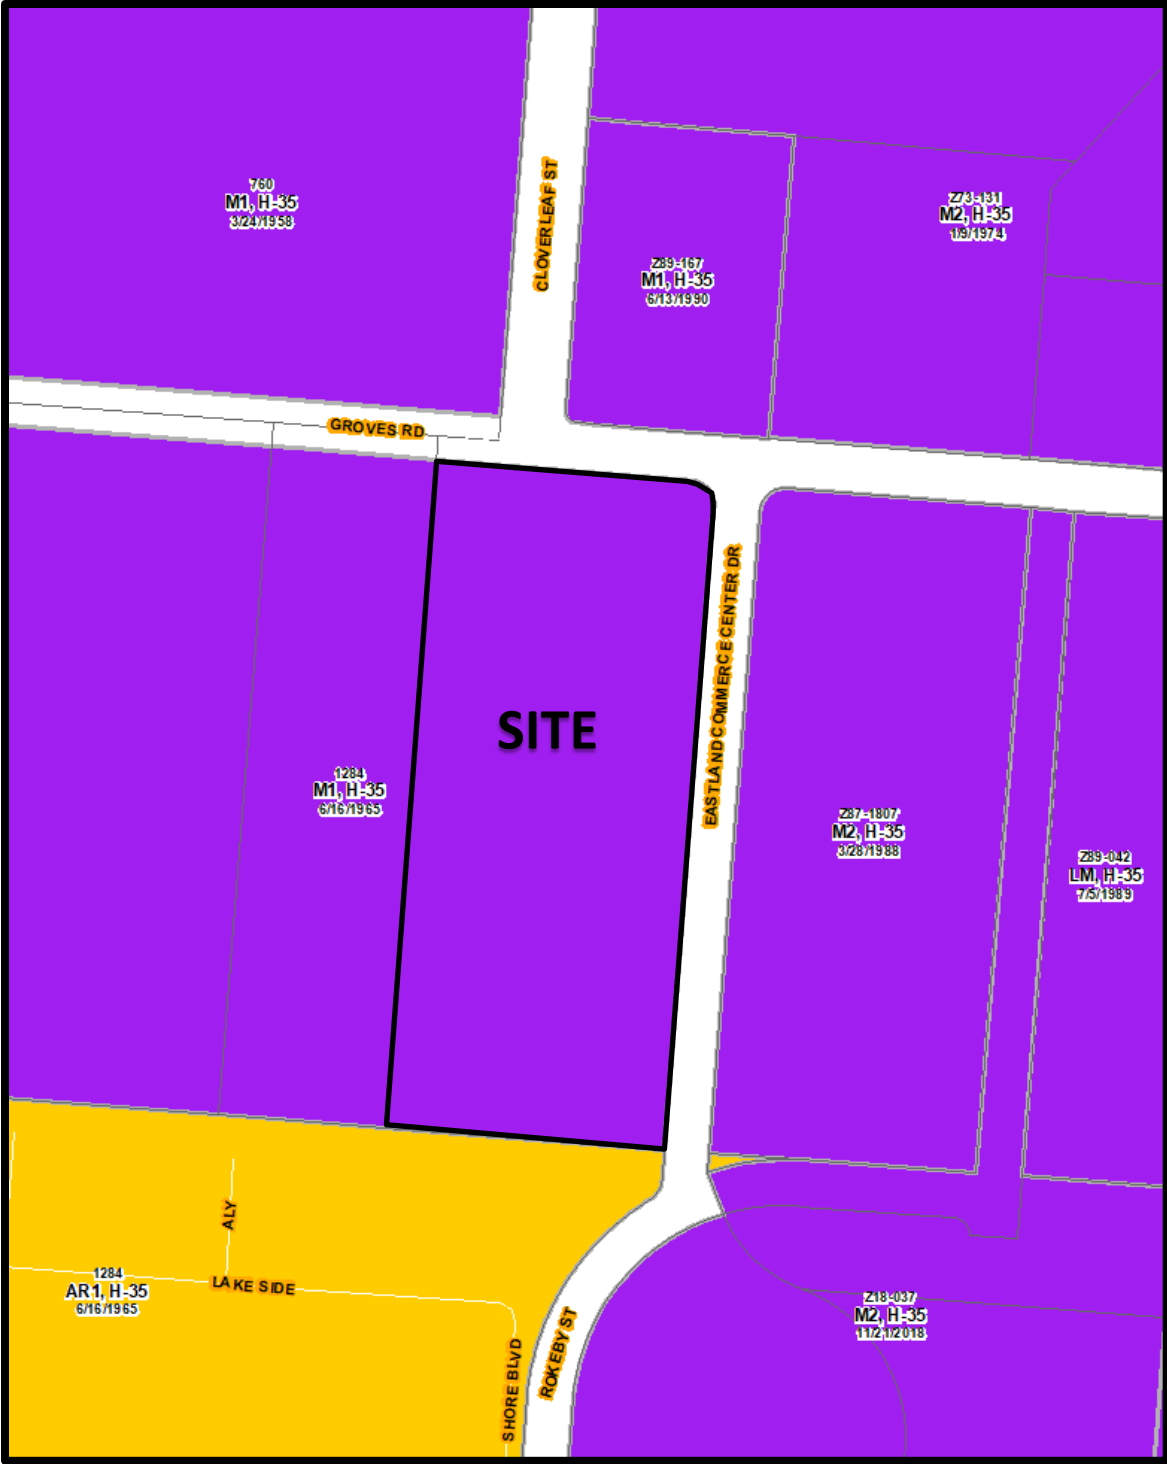 760
M1, H-35
3/24/1958
CLOVERLEAF ST
Z73-131
M2, H-35
1/9/1974
Z89-167
M1, H-35
6/13/1990
GROVES RD
EASTLAND COMMERCE CENTER DR
SITE
1284
M1, H-35
6/16/1965
Z87-1807
M2, H-35
3/28/1988
Z89-042
LM, H-35
7/5/1989
ALY
LAKE SIDE
1284
AR1, H-35
6/16/1965
SHORE BLVD
ROKEBY ST
Z18-037
M2, H-35
11/21/2018